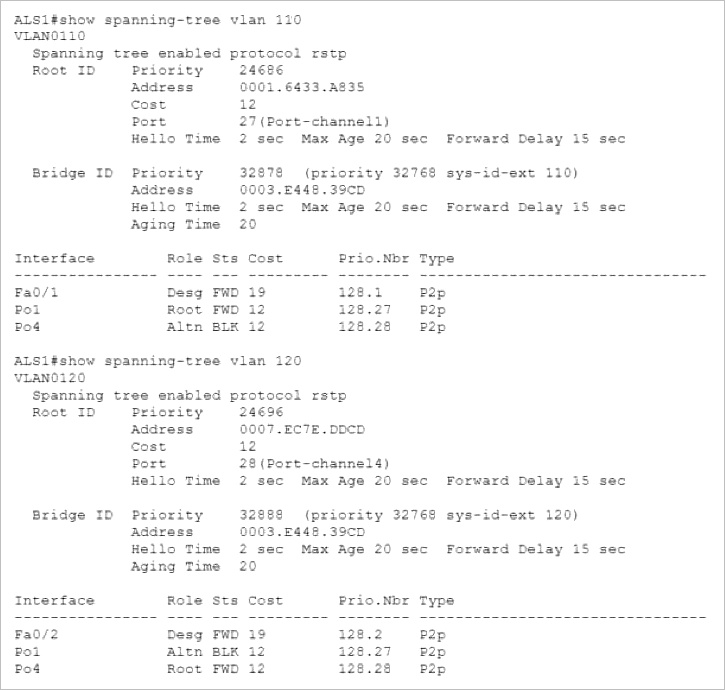 ALS1#show spanning-tree vlan 110
VLAN0110
  Spanning tree enabled protocol rstp
  Root ID    Priority    24686
             Address     0001.6433.A835
             Cost        12
             Port        27(Port-channel1)
             Hello Time  2 sec  Max Age 20 sec  Forward Delay 15 sec

  Bridge ID  Priority    32878  (priority 32768 sys-id-ext 110)
             Address     0003.E448.39CD
             Hello Time  2 sec  Max Age 20 sec  Forward Delay 15 sec
             Aging Time  20

Interface        Role Sts Cost      Prio.Nbr Type
---------------- ---- --- --------- -------- --------------------------------
Fa0/1            Desg FWD 19        128.1    P2p
Po1              Root FWD 12        128.27   P2p
Po4              Altn BLK 12        128.28   P2p

ALS1#show spanning-tree vlan 120
VLAN0120
  Spanning tree enabled protocol rstp
  Root ID    Priority    24696
             Address     0007.EC7E.DDCD
             Cost        12
             Port        28(Port-channel4)
             Hello Time  2 sec  Max Age 20 sec  Forward Delay 15 sec

  Bridge ID  Priority    32888  (priority 32768 sys-id-ext 120)
             Address     0003.E448.39CD
             Hello Time  2 sec  Max Age 20 sec  Forward Delay 15 sec
             Aging Time  20

Interface        Role Sts Cost      Prio.Nbr Type
---------------- ---- --- --------- -------- --------------------------------
Fa0/2            Desg FWD 19        128.2    P2p
Po1              Altn BLK 12        128.27   P2p
Po4              Root FWD 12        128.28   P2p